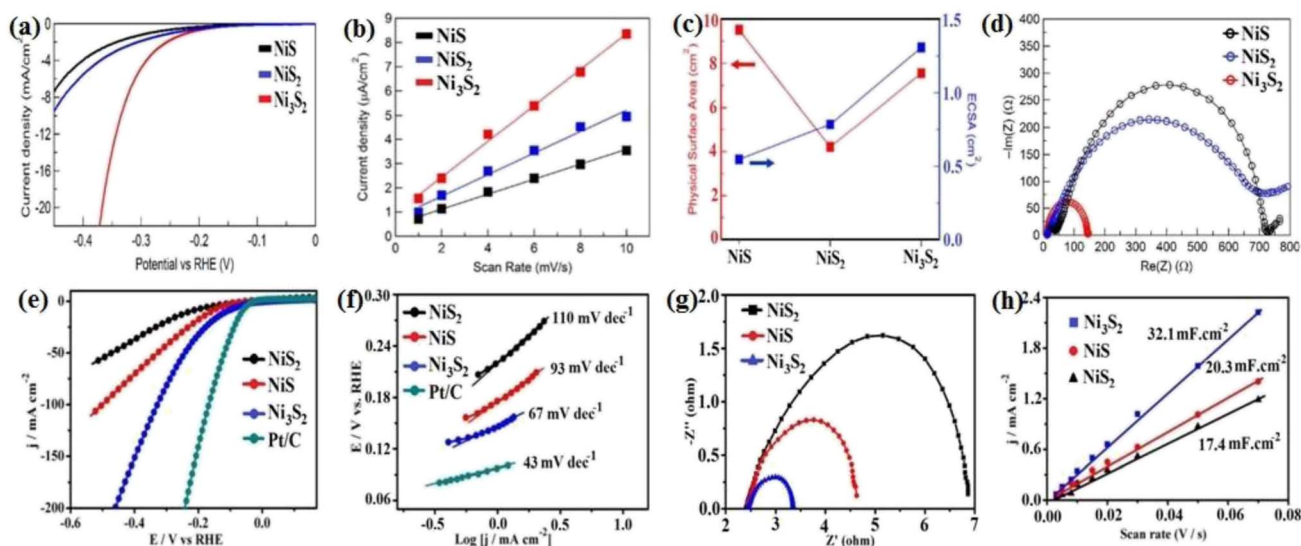 (a)
0
-4
-8
-12
-16
-20
Current density (mA/cm²)
NiS
NiS₂
Ni₃S₂
-0.4
-0.3
-0.2
-0.1
0
Potential vs RHE (V)
(b)
9
8
7
6
5
4
3
2
1
0
Current density (µA/cm²)
NiS
NiS₂
Ni₃S₂
0
2
4
6
8
10
Scan Rate (mV/s)
(c)
10
8
6
4
2
0
Physical Surface Area (cm²)
1.5
1.0
0.5
0.0
ECSA (cm²)
NiS
NiS₂
Ni₃S₂
(d)
-400
-350
-300
-250
-200
-150
-100
-50
0
-Im(Z) (Ω)
NiS
NiS₂
Ni₃S₂
0
100
200
300
400
500
600
700
800
Re(Z) (Ω)
(e)
0
-50
-100
-150
-200
j / mA cm⁻²
NiS₂
NiS
Ni₃S₂
Pt/C
-0.6
-0.4
-0.2
0.0
E / V vs RHE
(f)
0.30
0.24
0.18
0.12
0.06
E / V vs. RHE
NiS₂
NiS
Ni₃S₂
Pt/C
110 mV dec⁻¹
93 mV dec⁻¹
67 mV dec⁻¹
43 mV dec⁻¹
-0.5
0.0
0.5
1.0
Log [j / mA cm⁻²]
(g)
-2.0
-1.5
-1.0
-0.5
0.0
-Z'' (ohm)
NiS₂
NiS
Ni₃S₂
2
3
4
5
6
7
Z' (ohm)
(h)
2.4
1.8
1.2
0.6
0.0
j / mA cm⁻²
Ni₃S₂
NiS
NiS₂
32.1 mF.cm⁻²
20.3 mF.cm⁻²
17.4 mF.cm⁻²
0.00
0.02
0.04
0.06
0.08
Scan rate (V / s)